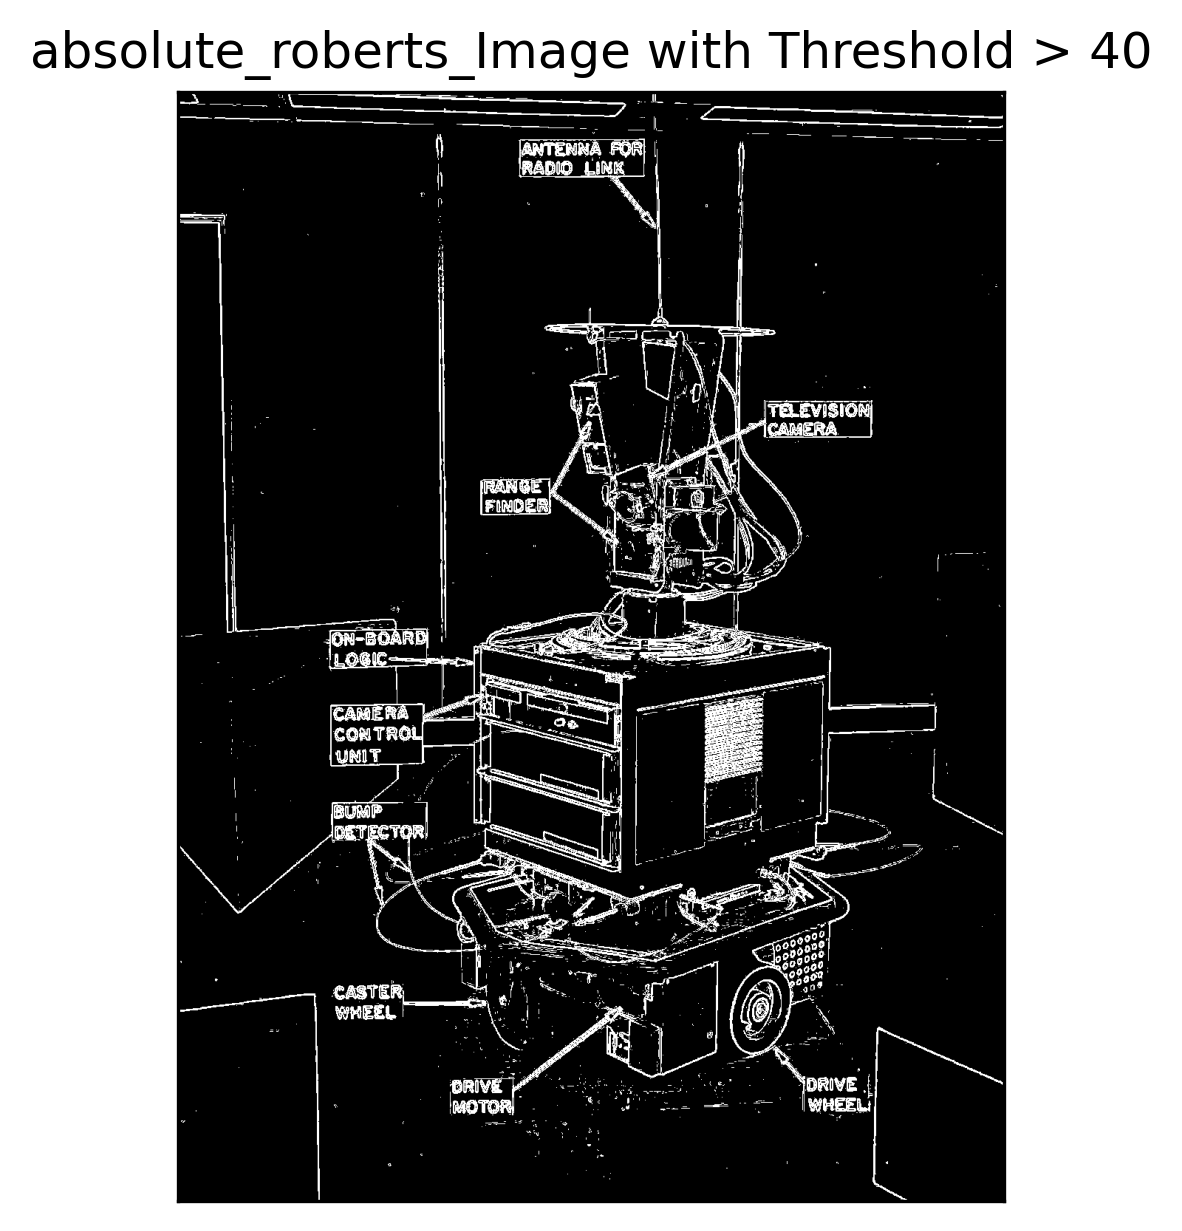 absolute_roberts_Image with Threshold > 40
ANTENNA FOR
RADIO LINK
TELEVISION
CAMERA
RANGE
FINDER
ON-BOARD
LOGIC
CAMERA
CONTROL
UNIT
BUMP
DETECTOR
CASTER
WHEEL
DRIVE
MOTOR
DRIVE
WHEEL